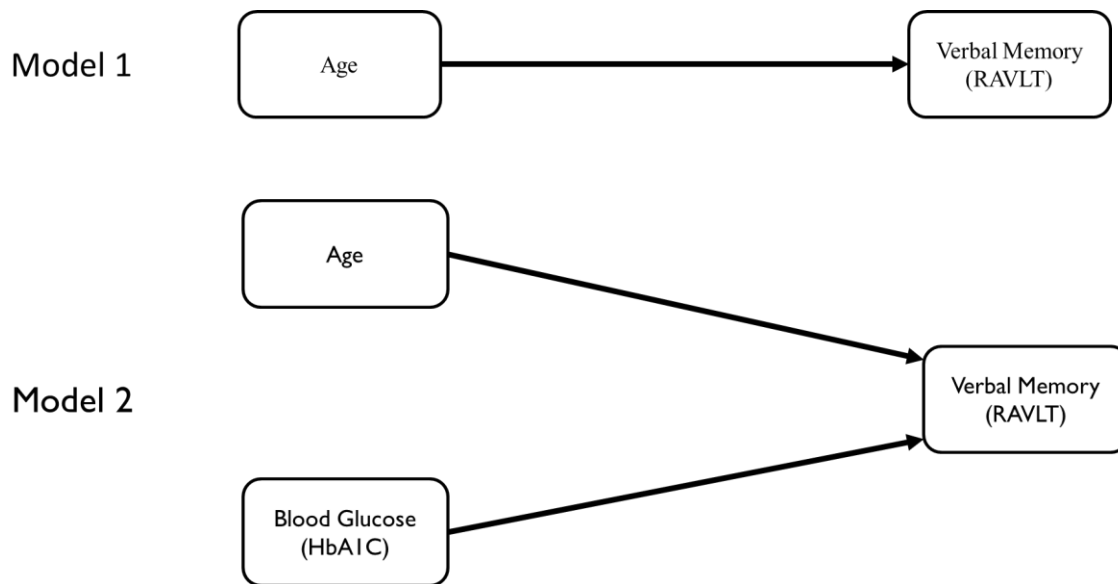 Model 1
Age
Verbal Memory
(RAVLT)
Age
Model 2
Verbal Memory
(RAVLT)
Blood Glucose
(HbA1C)